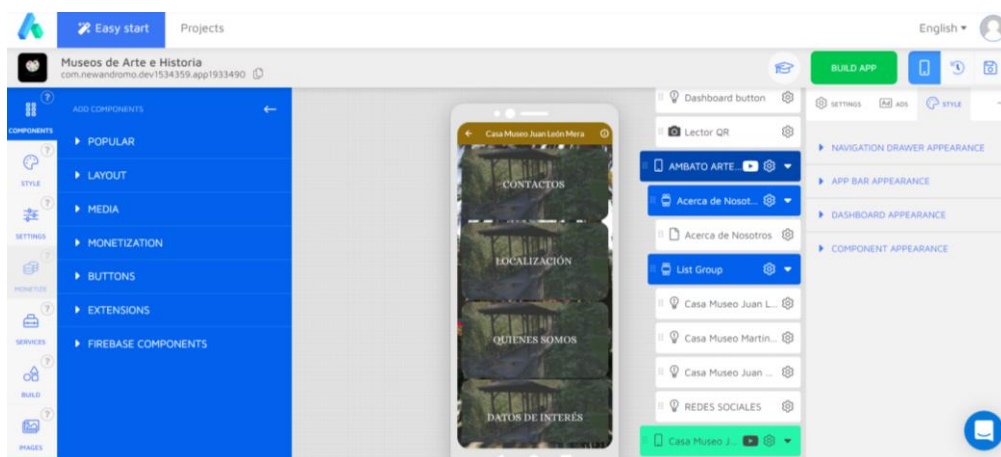 Easy start
Projects
English
Museos de Arte e Historia
com.newandromo.dev1534359.app1933490
BUILD APP
COMPONENTS
STYLE
SETTINGS
MONETIZE
SERVICES
BUILD
IMAGES
ADD COMPONENTS
POPULAR
LAYOUT
MEDIA
MONETIZATION
BUTTONS
EXTENSIONS
FIREBASE COMPONENTS
Casa Museo Juan León Mera
CONTACTOS
LOCALIZACIÓN
QUIENES SOMOS
DATOS DE INTERÉS
Dashboard button
Lector QR
AMBATO ARTE...
Acerca de Nosot...
Acerca de Nosotros
List Group
Casa Museo Juan L...
Casa Museo Martín...
Casa Museo Juan ...
REDES SOCIALES
Casa Museo J...
SETTINGS
Ad ADS
STYLE
NAVIGATION DRAWER APPEARANCE
APP BAR APPEARANCE
DASHBOARD APPEARANCE
COMPONENT APPEARANCE